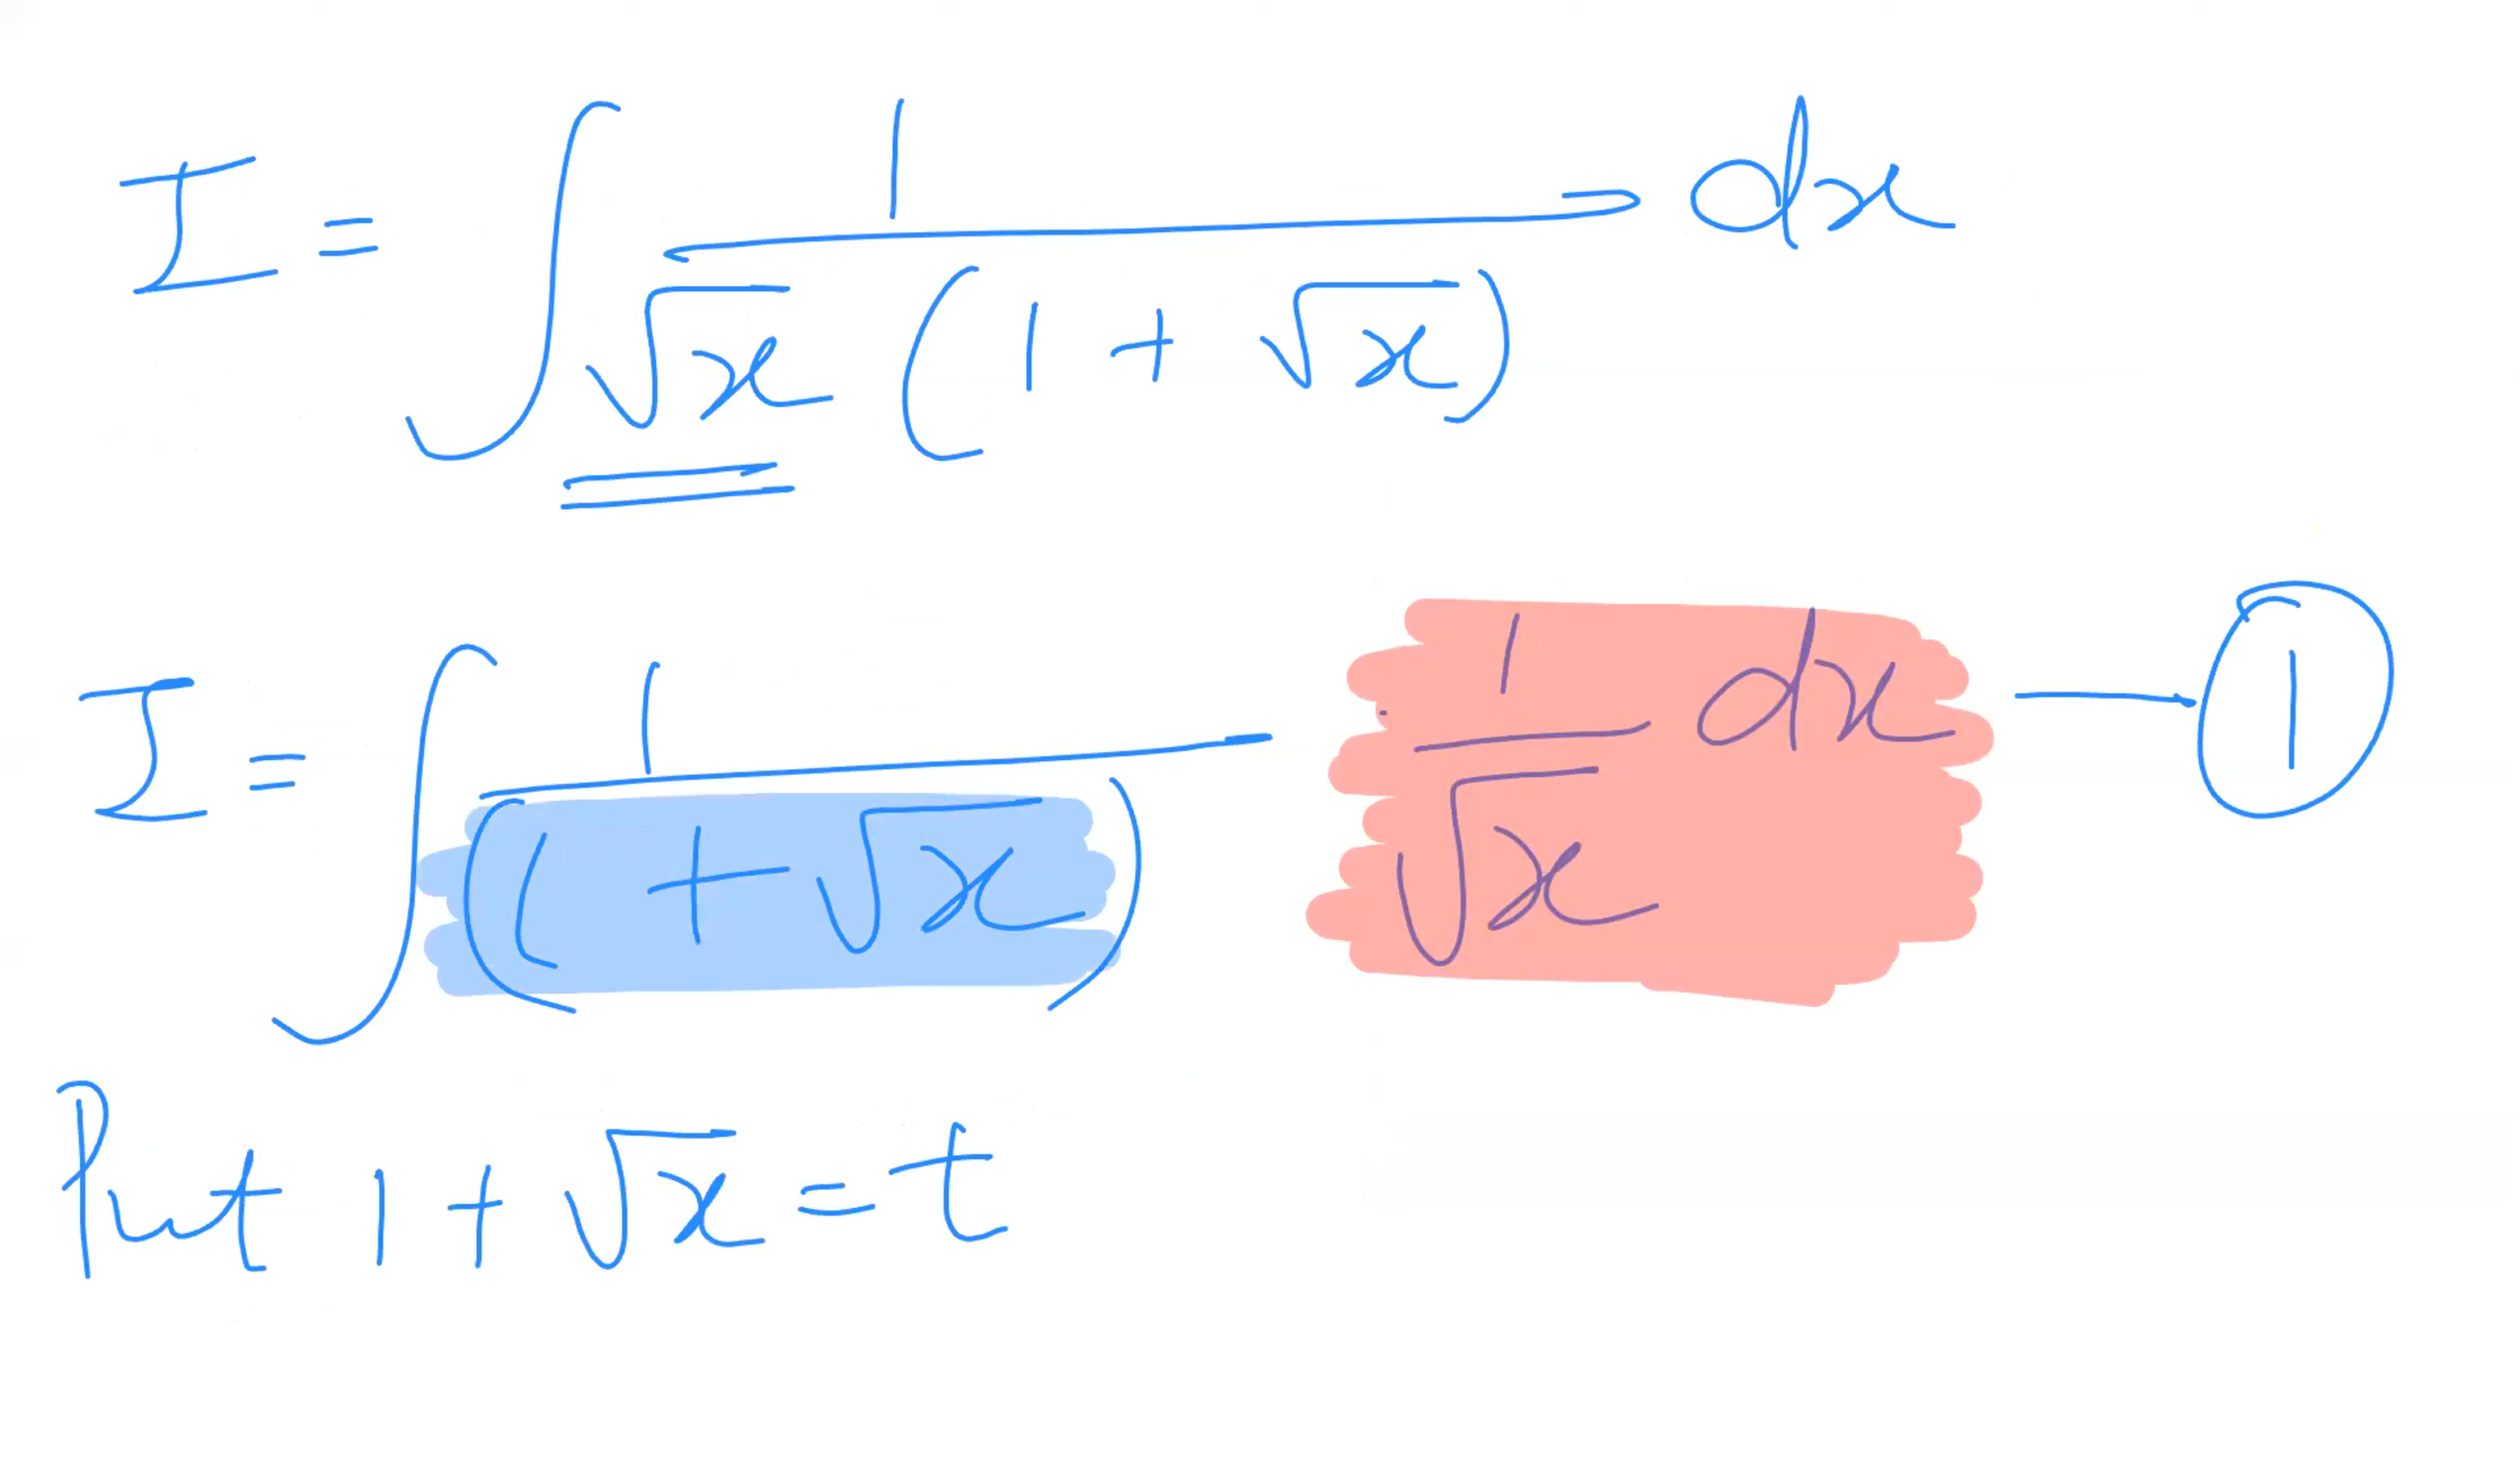 I = ∫ 1 / √x (1 + √x) dx
I = ∫ 1 / (1 + √x) 1 / √x dx — ①
Put 1 + √x = t